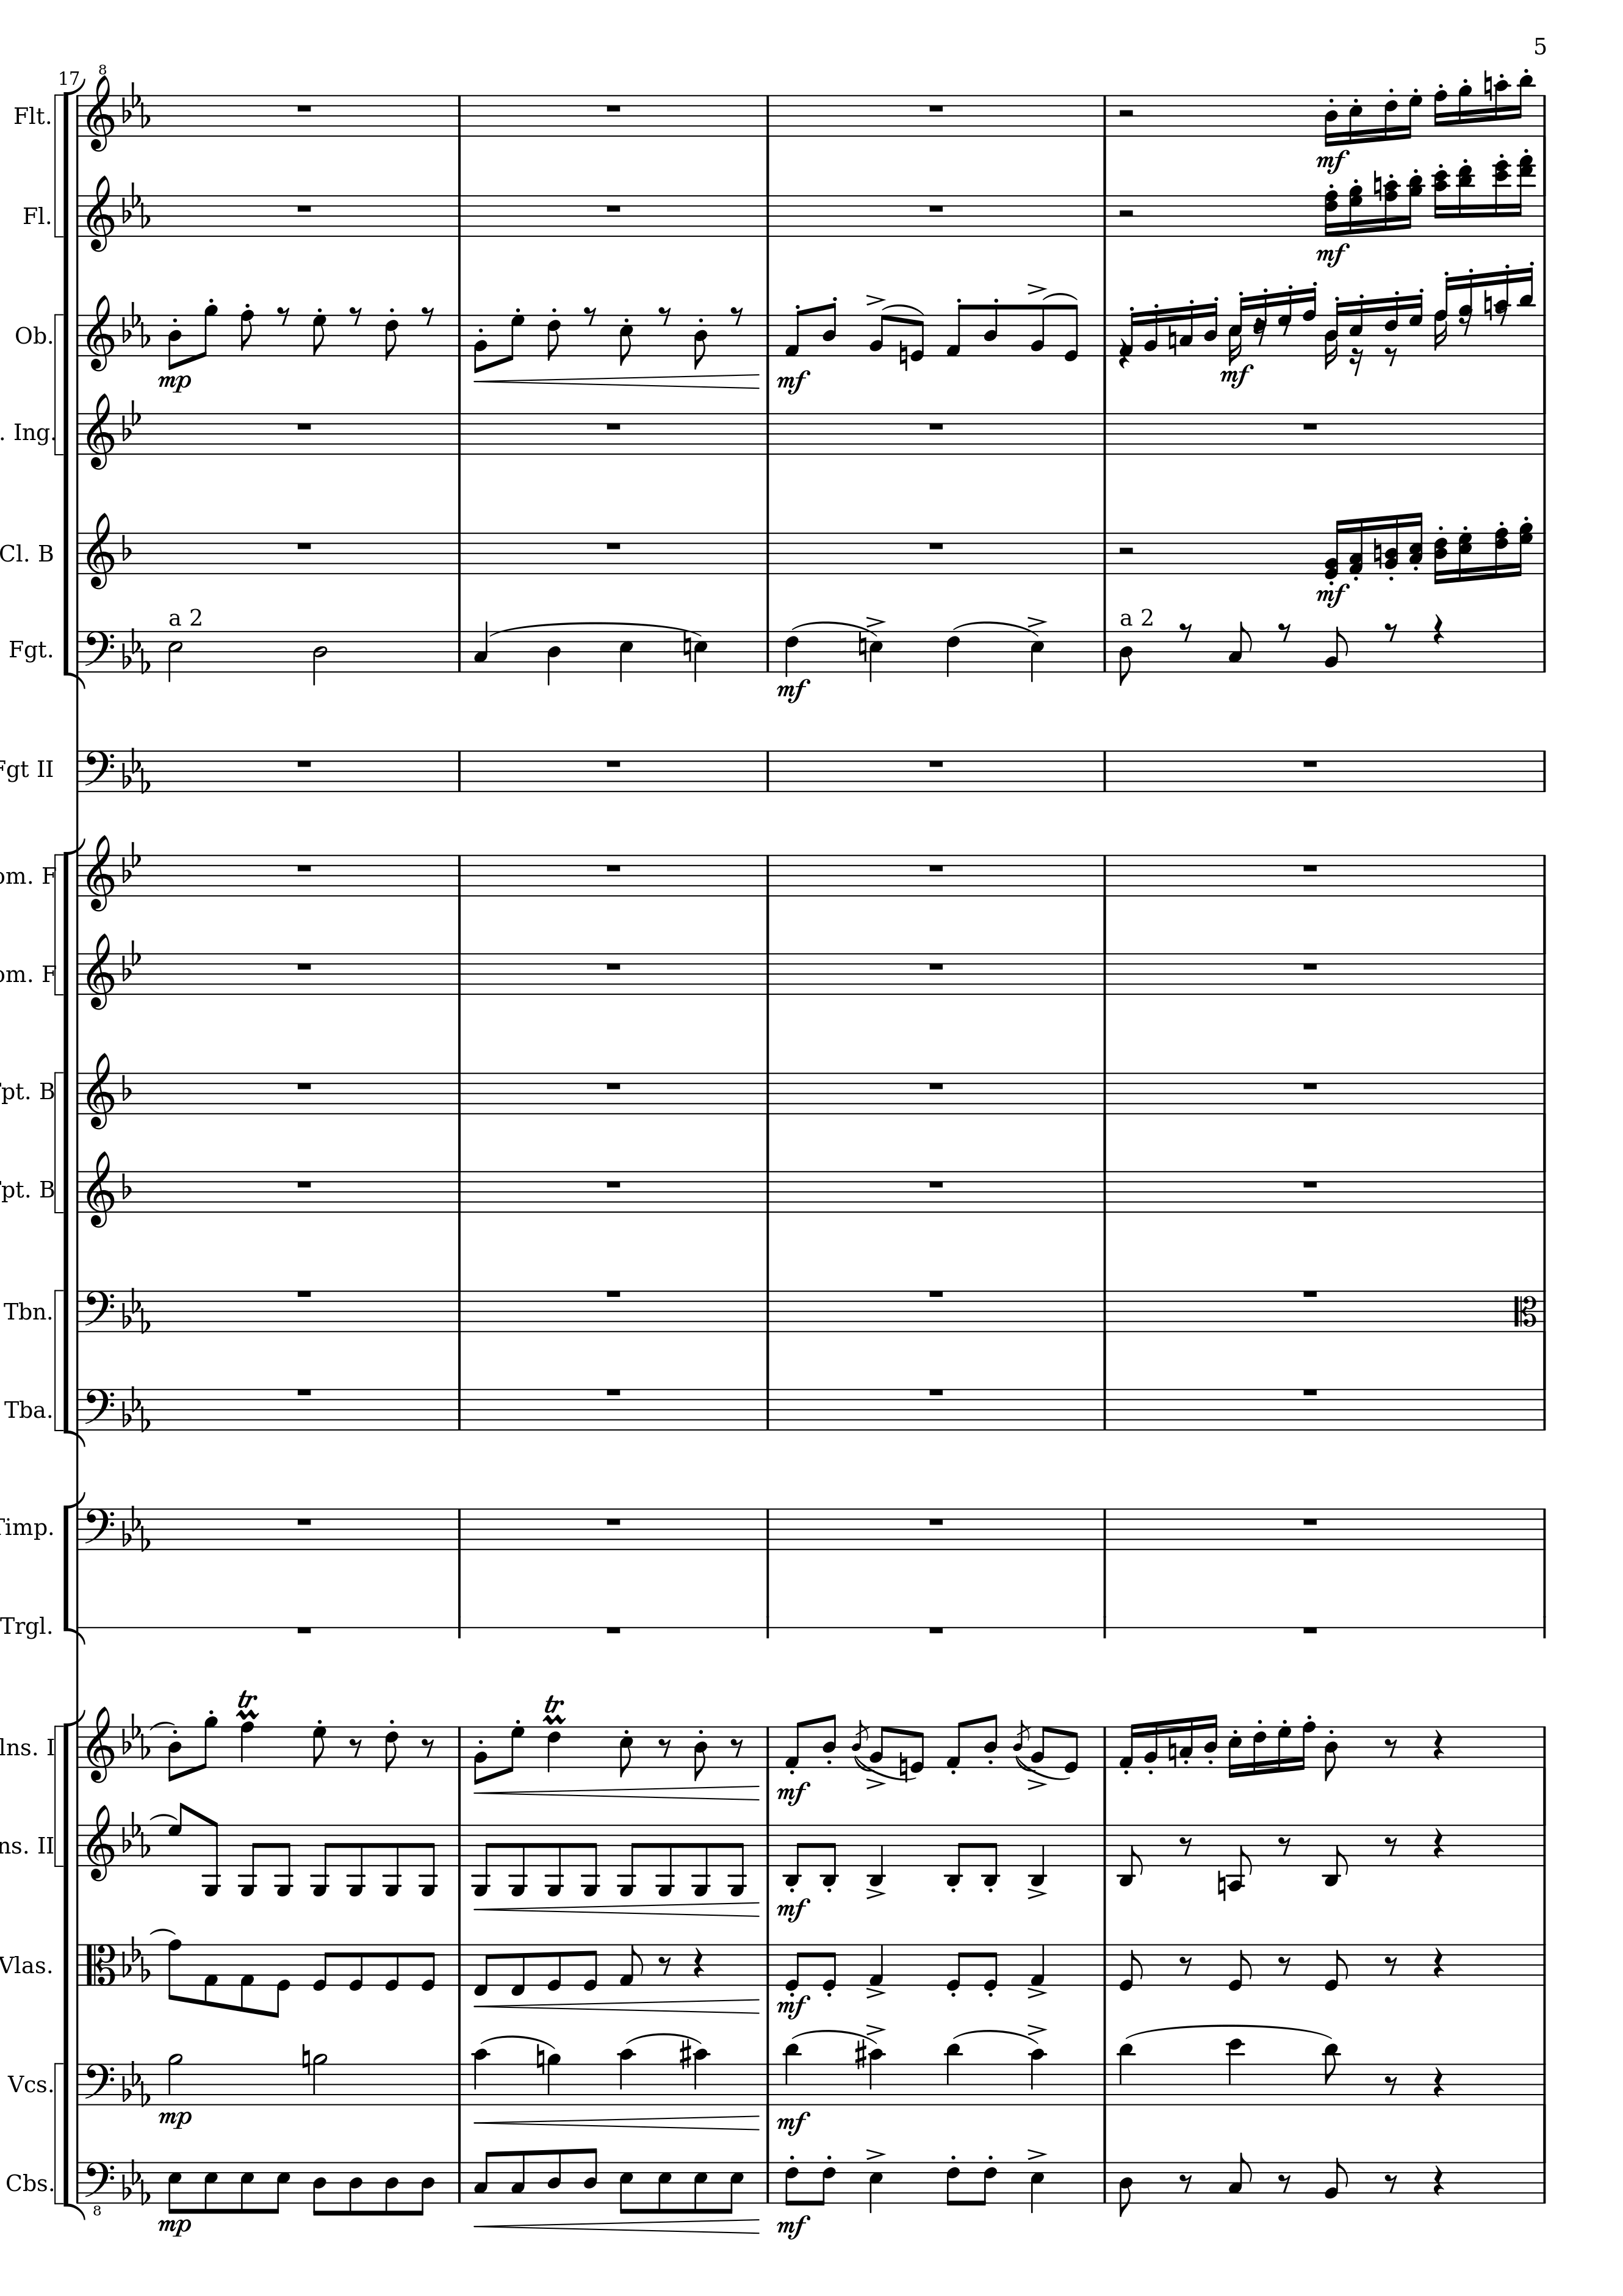 5
17
8
Flt.
mf
Fl.
mf
Ob.
mp
mf
mf
. Ing.
Cl. B
mf
a 2
a 2
Fgt.
mf
Fgt II
om. F
om. F
Tpt. B
Tpt. B
Tbn.
Tba.
Timp.
Trgl.
tr
tr
lns. I
mf
ns. II
mf
Vlas.
mf
Vcs.
mp
mf
Cbs.
8
mp
mf